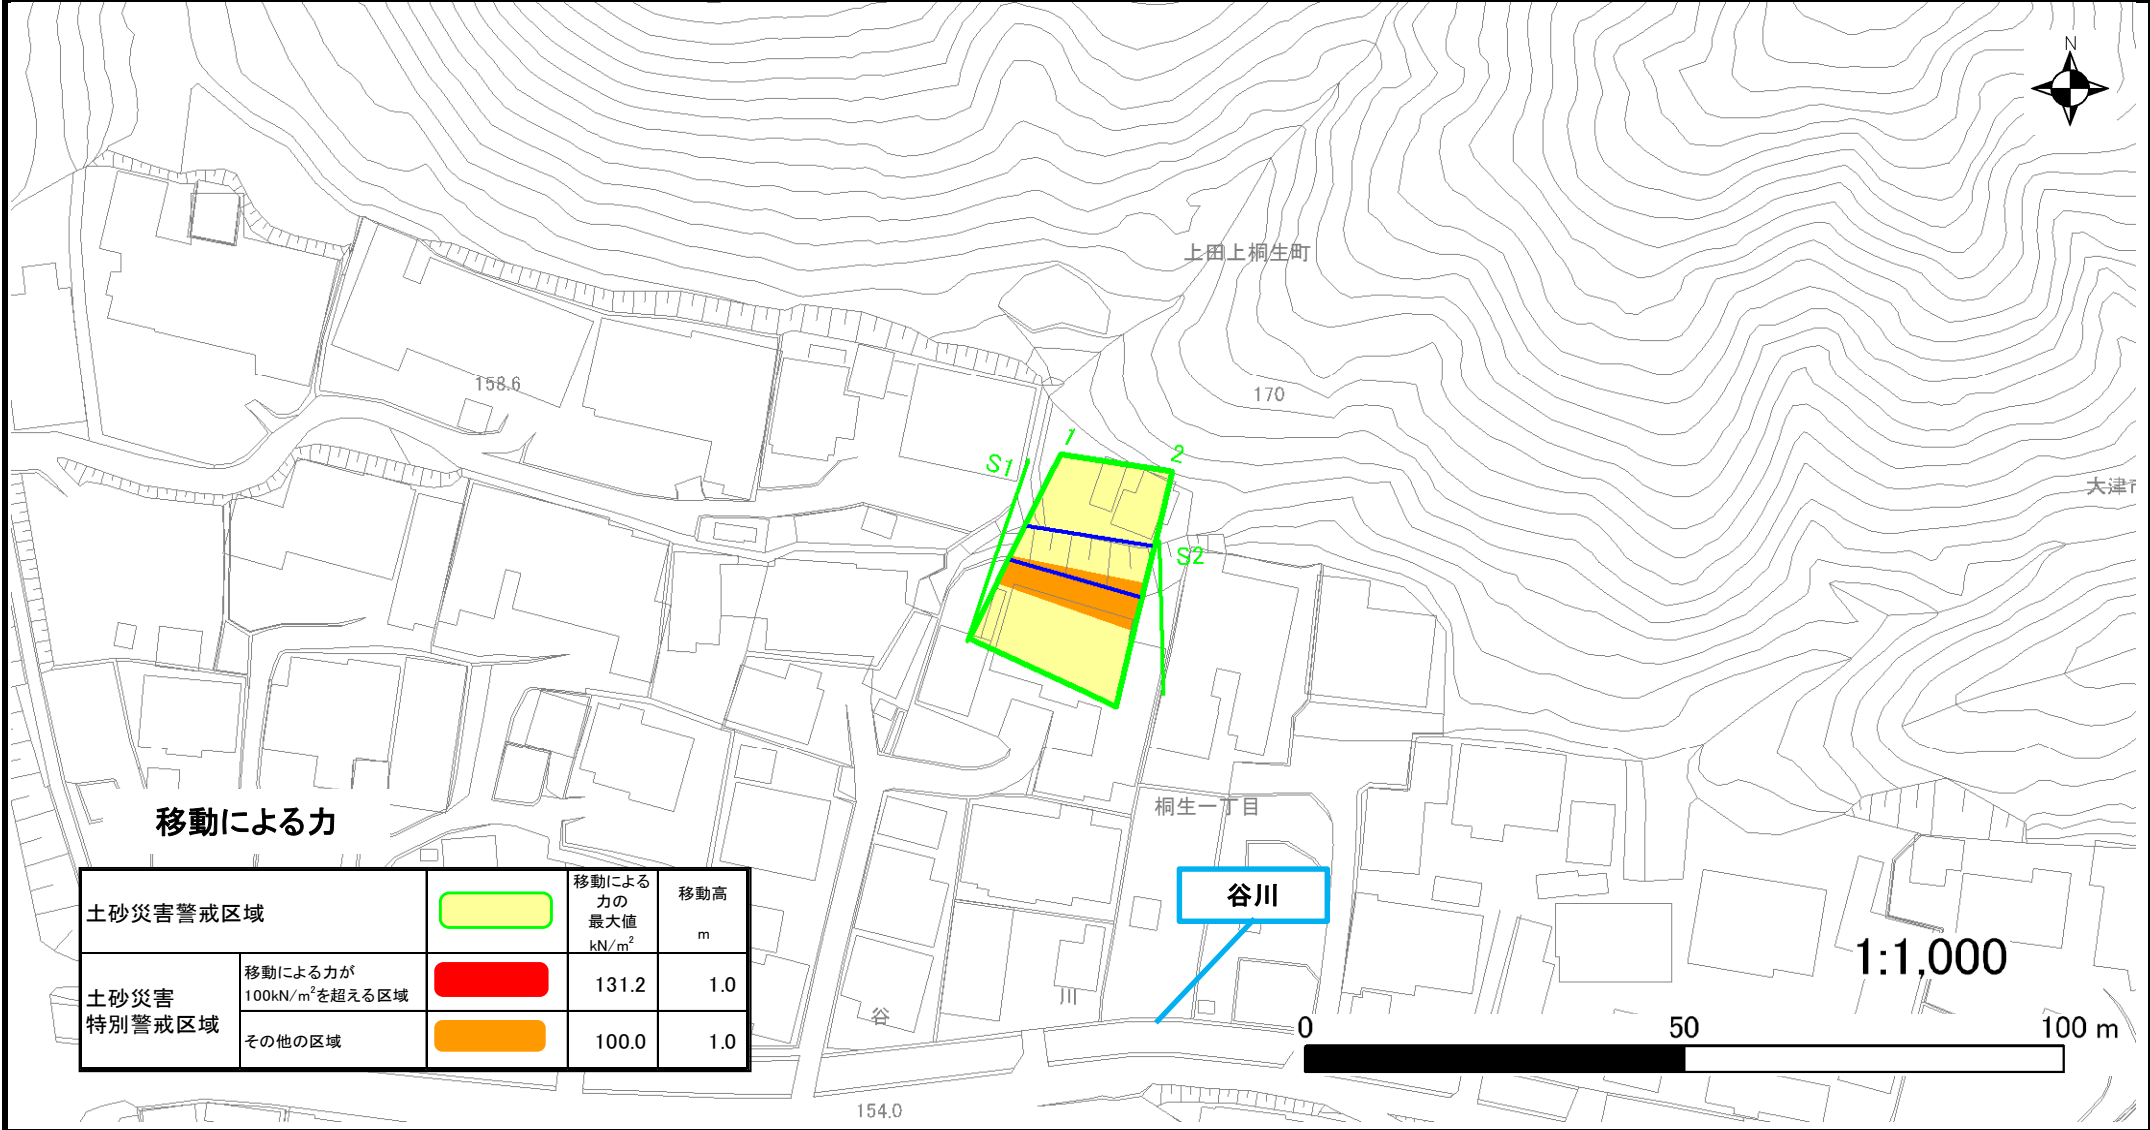 N
上田上桐生町
158.6
170
大津市
1
2
S1
S2
桐生一丁目
移動による力
谷川
1:1,000
0 50 100 m
谷
川
154.0
土砂災害警戒区域
移動による
力の
最大値
kN/m²
移動高
m
土砂災害
特別警戒区域
移動による力が
100kN/m²を超える区域
131.2 1.0
その他の区域
100.0 1.0